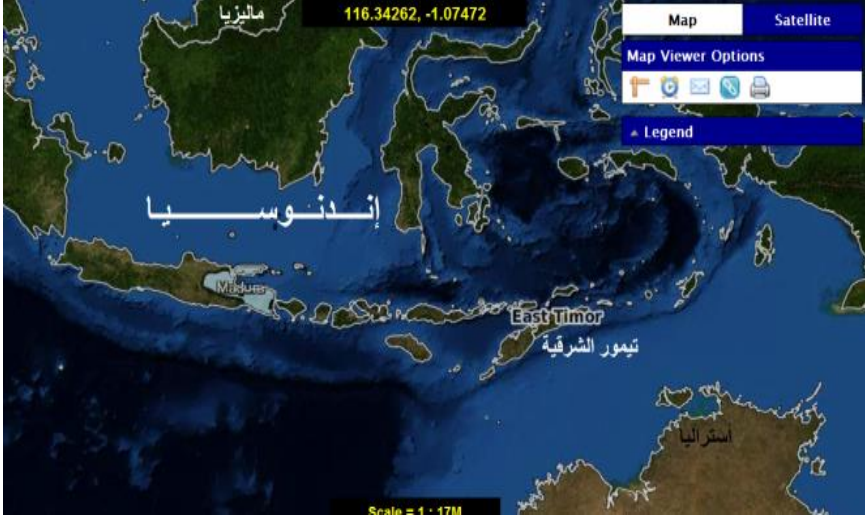 ماليزيا
116.34262, -1.07472
Map
Satellite
Map Viewer Options
Legend
إنـــدنـــوســـــــيـــا
Madura
East Timor
تيمور الشرقية
أستراليا
Scale = 1 : 17M